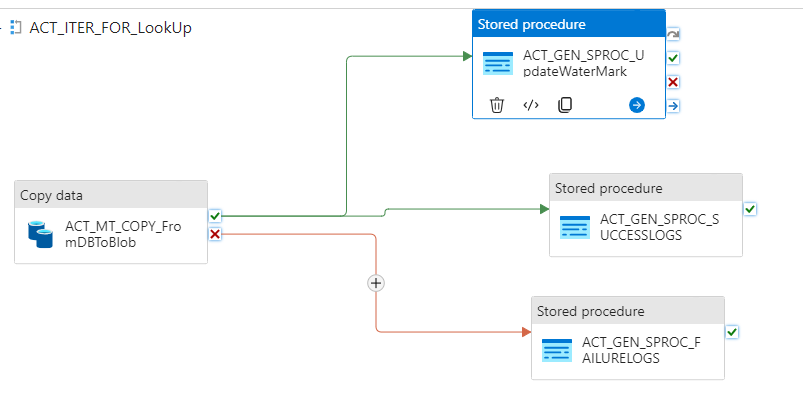 ACT_ITER_FOR_LookUp
Stored procedure
ACT_GEN_SPROC_U
pdateWaterMark
Copy data
ACT_MT_COPY_Fro
mDBToBlob
Stored procedure
ACT_GEN_SPROC_S
UCCESSLOGS
Stored procedure
ACT_GEN_SPROC_F
AILURELOGS